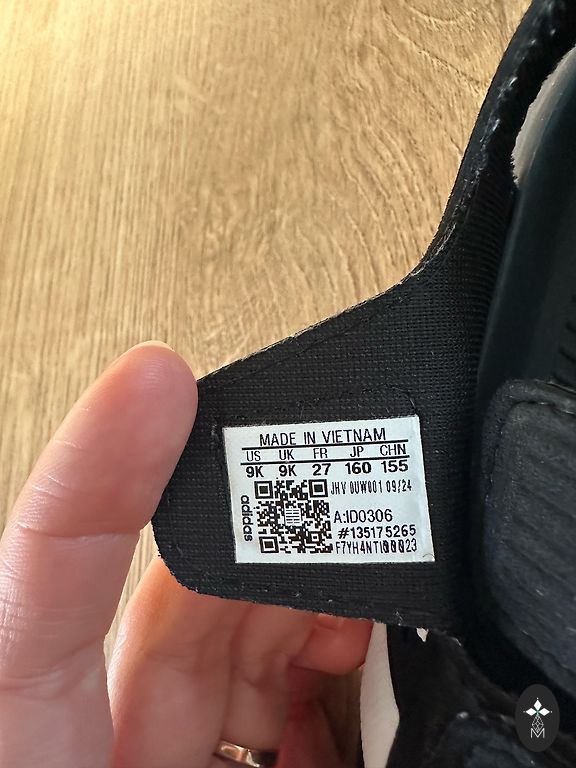 MADE IN VIETNAM
US UK FR JP CHN
9K 9K 27 160 155
JHV 0UW001 09/24
adidas
A:ID0306
#135175265
F7YH4NTI00023
M